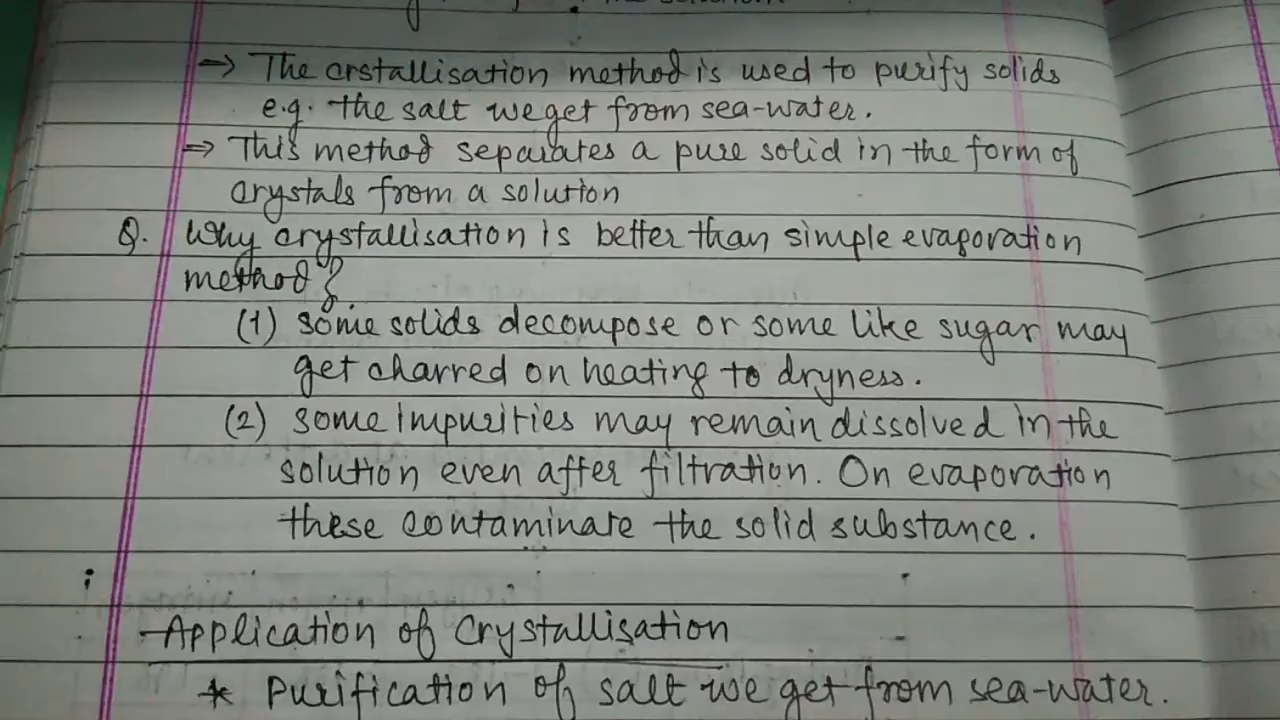 → The crstallisation method is used to purify solids
e.g. the salt we get from sea-water.
⇒ This method separates a pure solid in the form of
crystals from a solution
Q. Why crystallisation is better than simple evaporation
method?
(1) some solids decompose or some like sugar may
get charred on heating to dryness.
(2) some impurities may remain dissolved in the
solution even after filtration. On evaporation
these contaminate the solid substance.
Application of Crystallisation
* Purification of salt we get from sea-water.